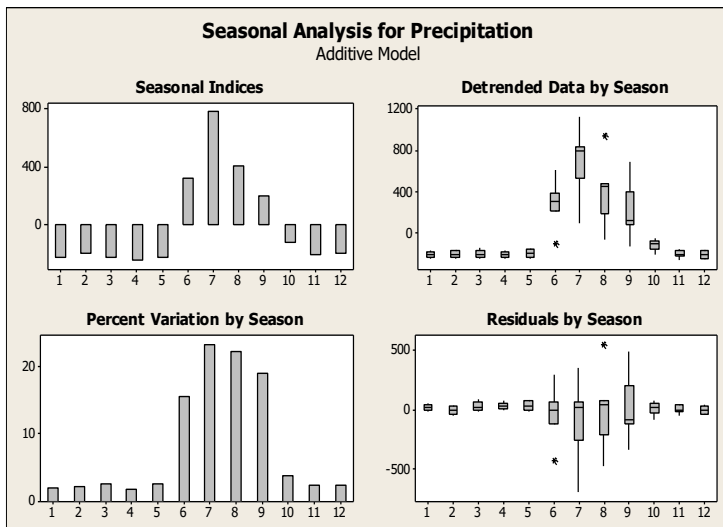 Seasonal Analysis for Precipitation
Additive Model
Seasonal Indices
800
400
0
1 2 3 4 5 6 7 8 9 10 11 12
Detrended Data by Season
1200
800
400
0
1 2 3 4 5 6 7 8 9 10 11 12
Percent Variation by Season
20
10
0
1 2 3 4 5 6 7 8 9 10 11 12
Residuals by Season
500
0
-500
1 2 3 4 5 6 7 8 9 10 11 12